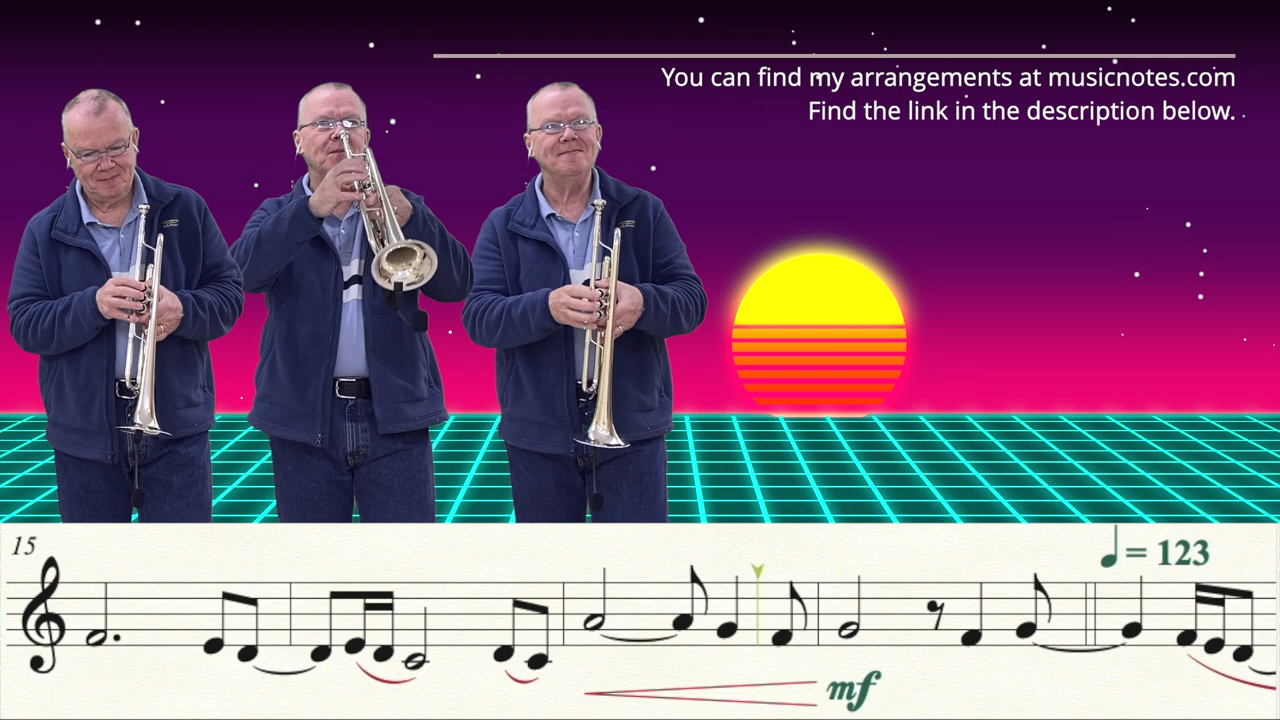 You can find my arrangements at musicnotes.com
Find the link in the description below.
15
= 123
mf